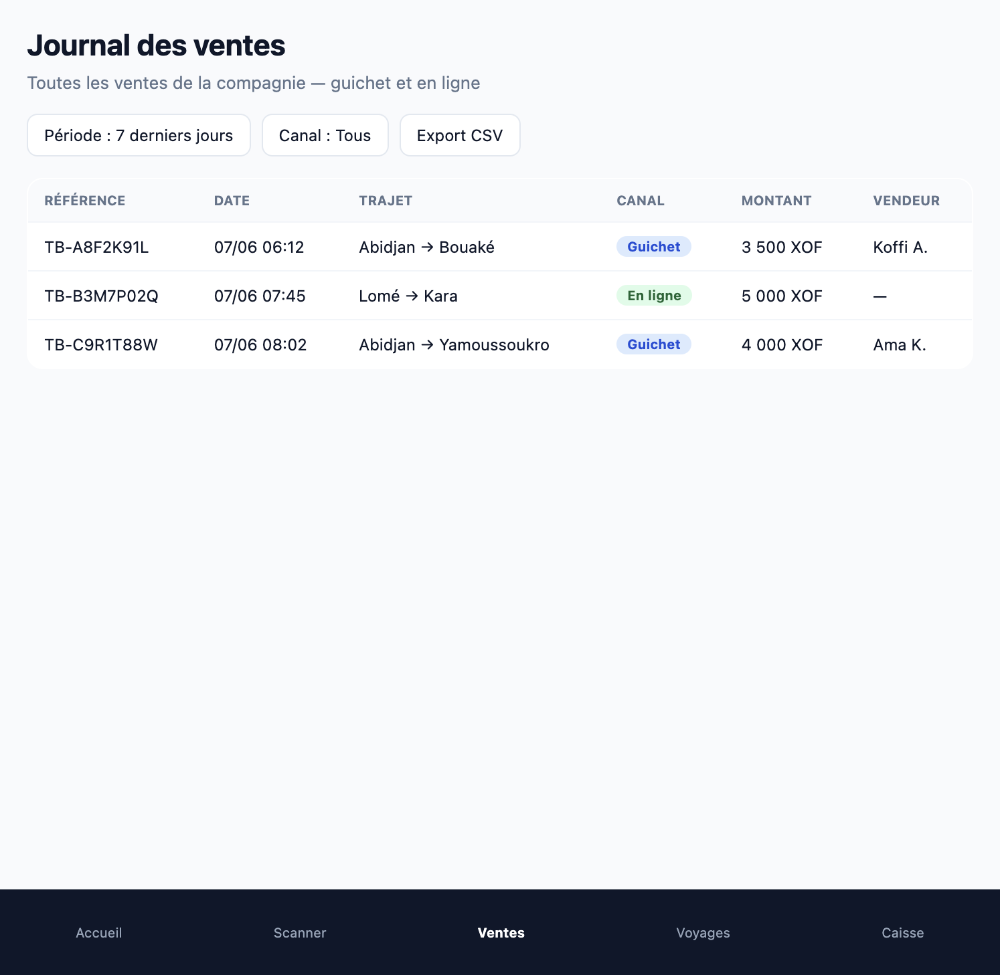 Journal des ventes
Toutes les ventes de la compagnie — guichet et en ligne
Période : 7 derniers jours Canal : Tous Export CSV
RÉFÉRENCE DATE TRAJET CANAL MONTANT VENDEUR
TB-A8F2K91L 07/06 06:12 Abidjan → Bouaké Guichet 3 500 XOF Koffi A.
TB-B3M7P02Q 07/06 07:45 Lomé → Kara En ligne 5 000 XOF —
TB-C9R1T88W 07/06 08:02 Abidjan → Yamoussoukro Guichet 4 000 XOF Ama K.
Accueil Scanner Ventes Voyages Caisse